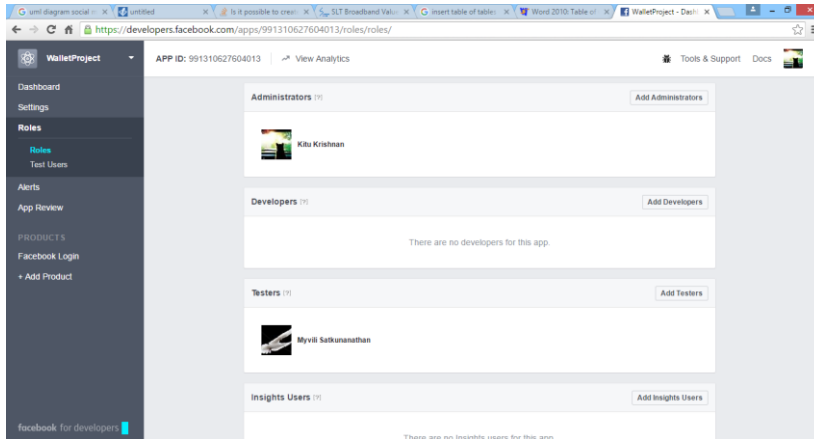 uml diagram social m
untitled
Is it possible to creat
SLT Broadband Value
insert table of tables
Word 2010: Table of
WalletProject - Dash
https://developers.facebook.com/apps/991310627604013/roles/roles/
WalletProject
APP ID: 991310627604013
View Analytics
Tools & Support
Docs
Dashboard
Settings
Roles
Roles
Test Users
Alerts
App Review
PRODUCTS
Facebook Login
+ Add Product
facebook for developers
Administrators [?]
Add Administrators
Kitu Krishnan
Developers [?]
Add Developers
There are no developers for this app.
Testers [?]
Add Testers
Myvili Satkunanathan
Insights Users [?]
Add Insights Users
There are no Insights users for this app.